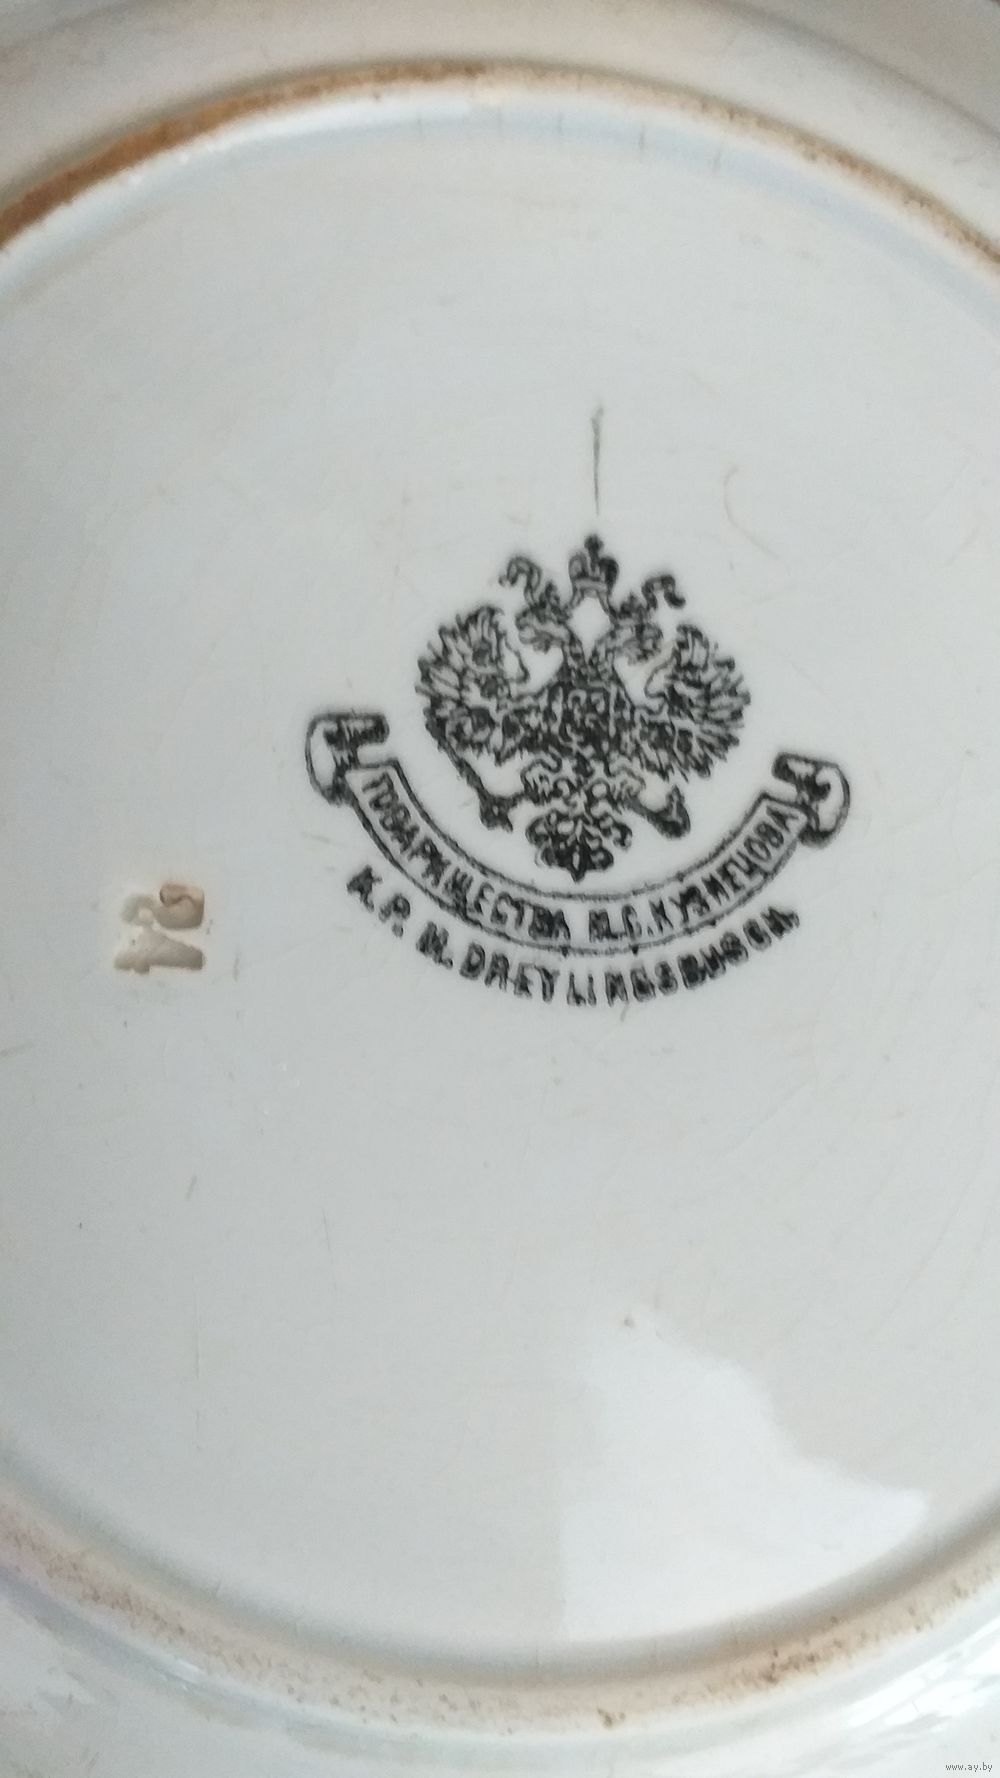 ТОВАРИЩЕСТВА М.С.КУЗНЕЦОВА
K.P.M.DREYLINGSBUSCH.
www.ay.by